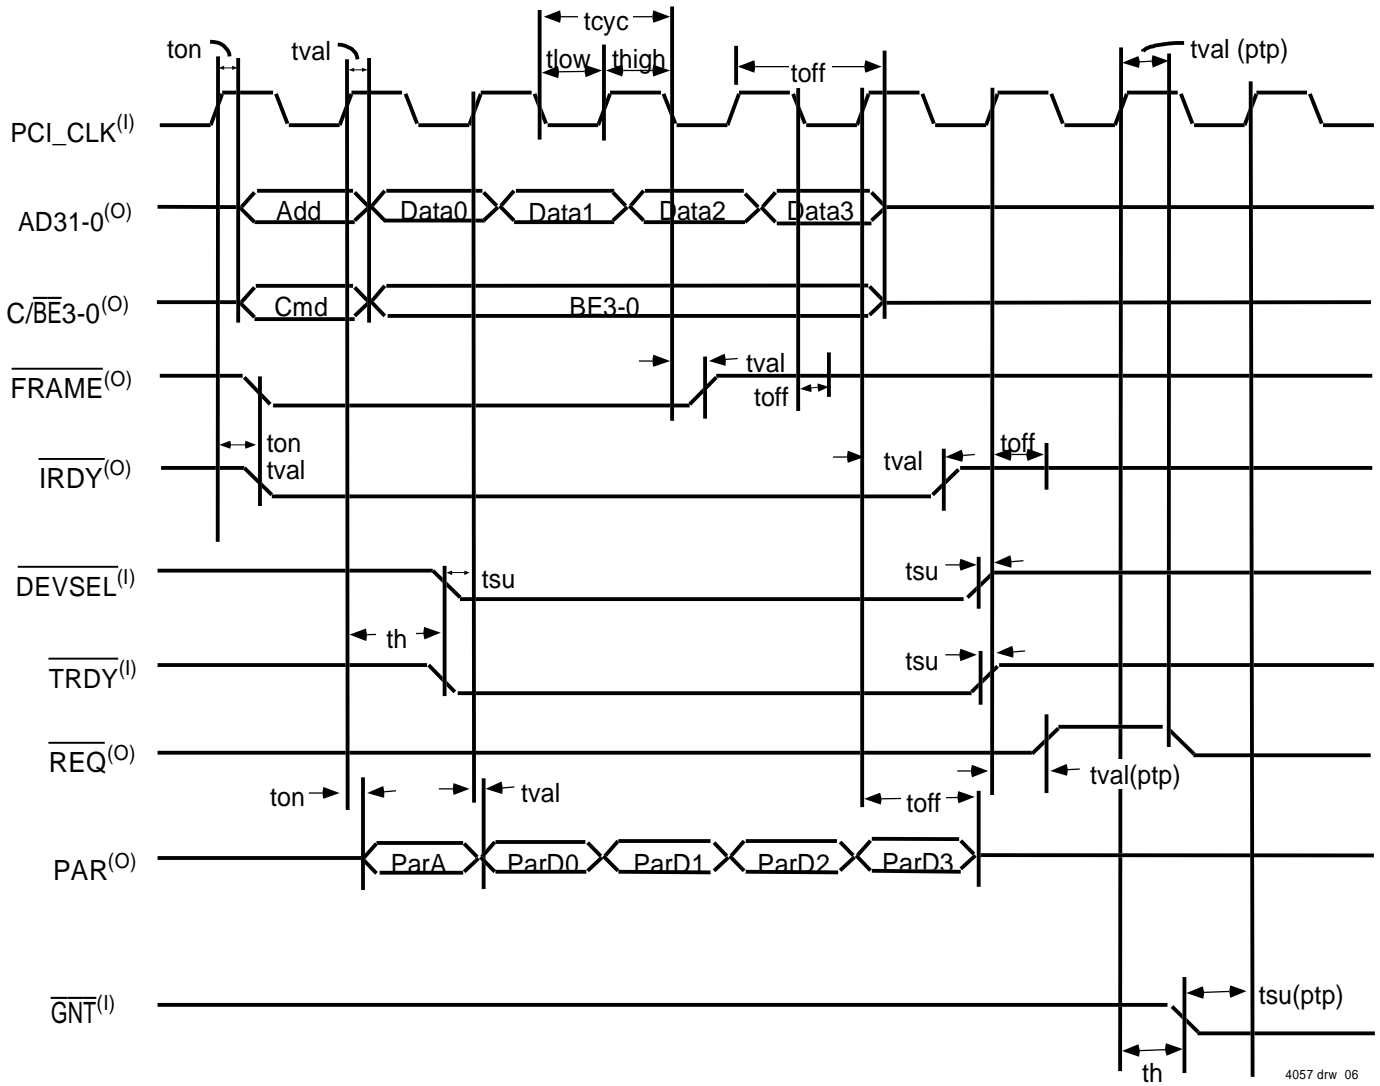 tcyc
ton
tval
tlow
thigh
toff
tval (ptp)
PCI_CLK(I)
AD31-0(O)
Add
Data0
Data1
Data2
Data3
C/BE3-0(O)
Cmd
BE3-0
FRAME(O)
tval
toff
ton
tval
IRDY(O)
tval
toff
DEVSEL(I)
tsu
tsu
th
TRDY(I)
tsu
REQ(O)
tval(ptp)
ton
tval
toff
PAR(O)
ParA
ParD0
ParD1
ParD2
ParD3
GNT(I)
tsu(ptp)
th
4057 drw 06